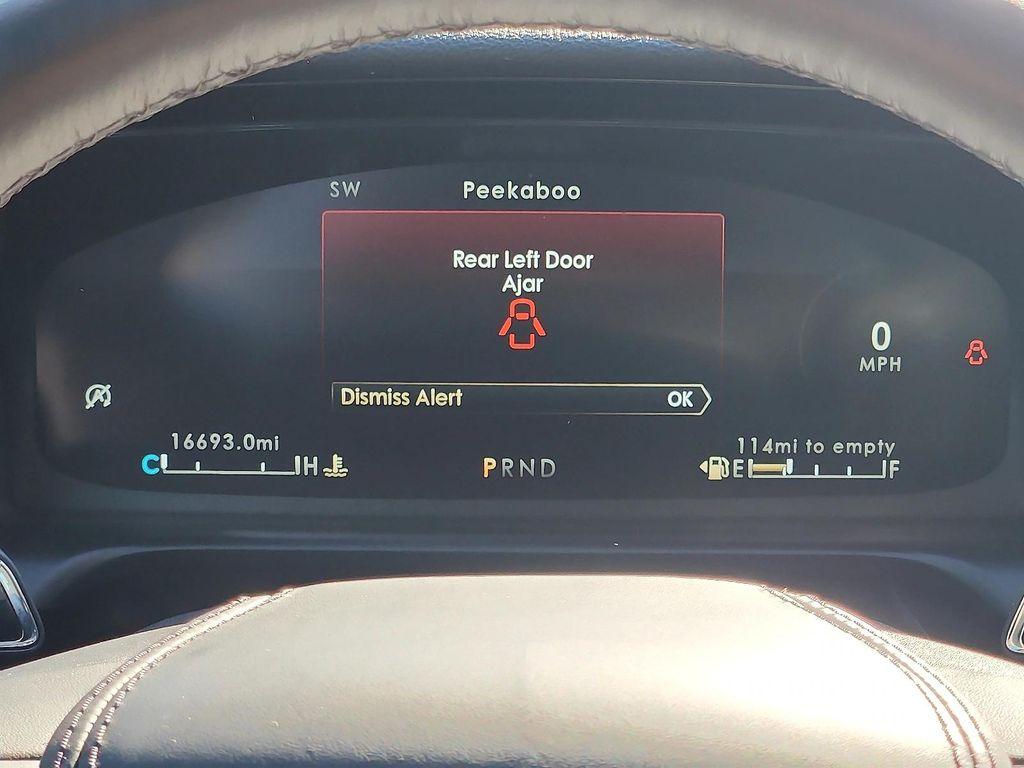 SW Peekaboo
Rear Left Door
Ajar
0
MPH
Dismiss Alert OK
16693.0mi 114mi to empty
C H PRND E F